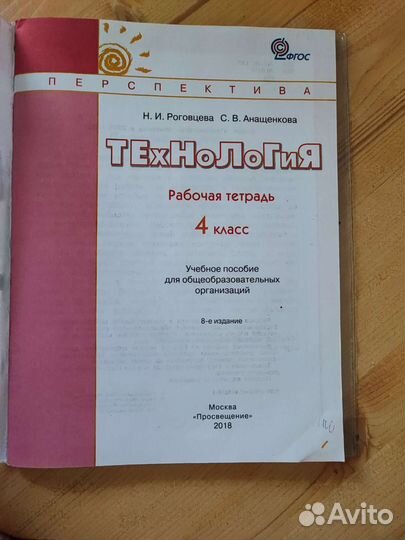 ФГОС
ПЕРСПЕКТИВА
Н. И. Роговцева С. В. Анащенкова
ТЕхНоЛоГиЯ
Рабочая тетрадь
4 класс
Учебное пособие
для общеобразовательных
организаций
8-е издание
Москва
«Просвещение»
2018
Avito